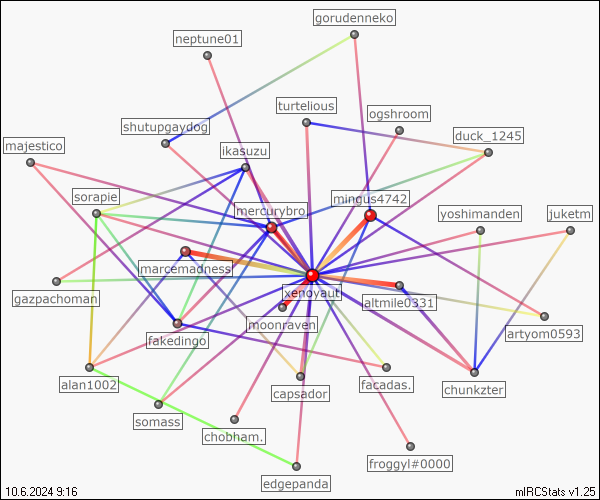 gorudenneko
neptune01
turtelious
ogshroom
shutupgaydog
duck_1245
majestico
ikasuzu
sorapie
mingus4742
mercurybro
yoshimanden
juketm
marcemadness
xenoyaut
gazpachoman
altmile0331
moonraven
artyom0593
fakedingo
alan1002
capsador
facadas.
chunkzter
somass
chobham.
froggyl#0000
edgepanda
10.6.2024 9:16
mIRCStats v1.25